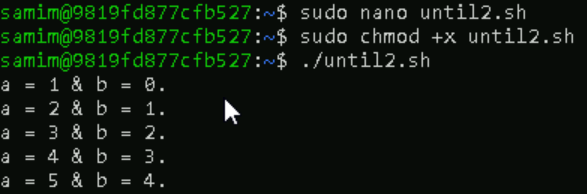 samim@9819fd877cfb527:~$ sudo nano until2.sh
samim@9819fd877cfb527:~$ sudo chmod +x until2.sh
samim@9819fd877cfb527:~$ ./until2.sh
a = 1 & b = 0.
a = 2 & b = 1.
a = 3 & b = 2.
a = 4 & b = 3.
a = 5 & b = 4.